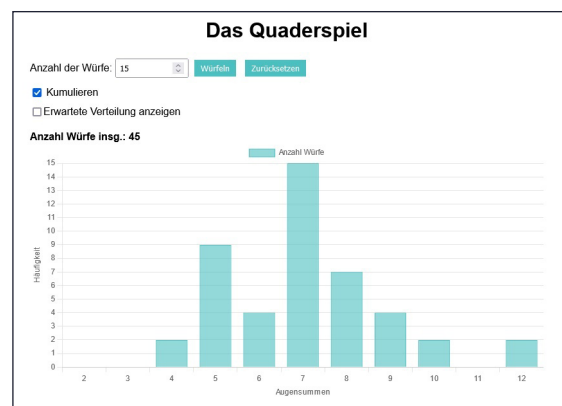 Das Quaderspiel
Anzahl der Würfe: 15 Würfeln Zurücksetzen
Kumulieren
Erwartete Verteilung anzeigen
Anzahl Würfe insg.: 45
Anzahl Würfe
15
14
13
12
11
10
9
8
7
6
5
4
3
2
1
0
Häufigkeit
2 3 4 5 6 7 8 9 10 11 12
Augensummen